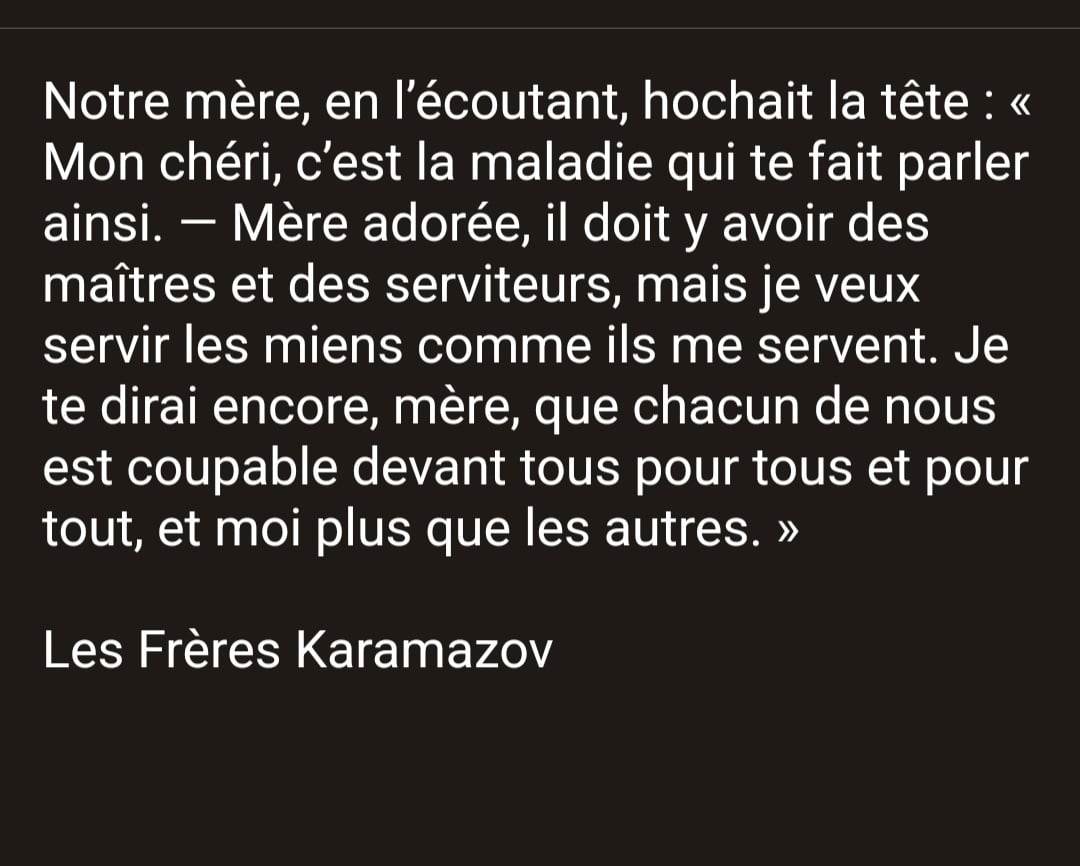 Notre mère, en l’écoutant, hochait la tête : «
Mon chéri, c’est la maladie qui te fait parler
ainsi. — Mère adorée, il doit y avoir des
maîtres et des serviteurs, mais je veux
servir les miens comme ils me servent. Je
te dirai encore, mère, que chacun de nous
est coupable devant tous pour tous et pour
tout, et moi plus que les autres. »
Les Frères Karamazov